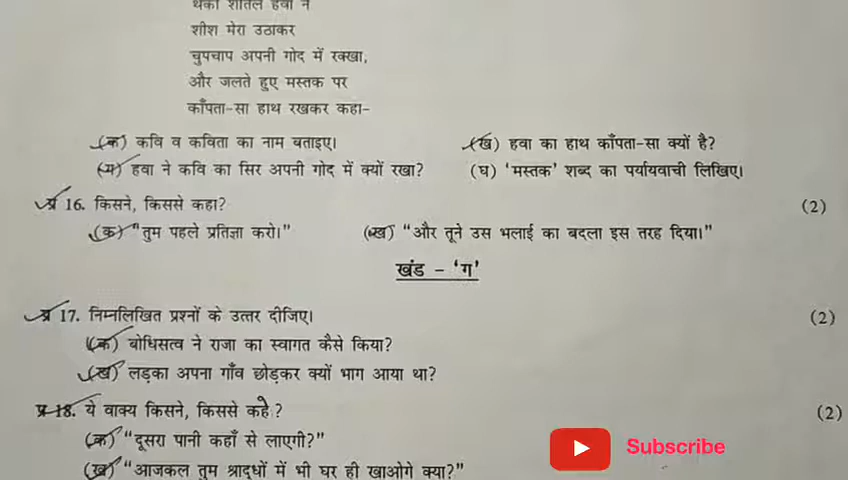 थका शीतल हवा ने
शीश मेरा उठाकर
चुपचाप अपनी गोद में रक्खा,
और जलते हुए मस्तक पर
काँपता-सा हाथ रखकर कहा-
(क) कवि व कविता का नाम बताइए। (ख) हवा का हाथ काँपता-सा क्यों है?
(ग) हवा ने कवि का सिर अपनी गोद में क्यों रखा? (घ) ‘मस्तक’ शब्द का पर्यायवाची लिखिए।
प्र 16. किसने, किससे कहा? (2)
(क) “तुम पहले प्रतिज्ञा करो।” (ख) “और तूने उस भलाई का बदला इस तरह दिया।”
खंड – ‘ग’
प्र 17. निम्नलिखित प्रश्नों के उत्तर दीजिए। (2)
(क) बोधिसत्व ने राजा का स्वागत कैसे किया?
(ख) लड़का अपना गाँव छोड़कर क्यों भाग आया था?
प्र 18. ये वाक्य किसने, किससे कहे? (2)
(क) “दूसरा पानी कहाँ से लाएगी?”
(ख) “आजकल तुम श्राद्धों में भी घर ही खाओगे क्या?”
Subscribe